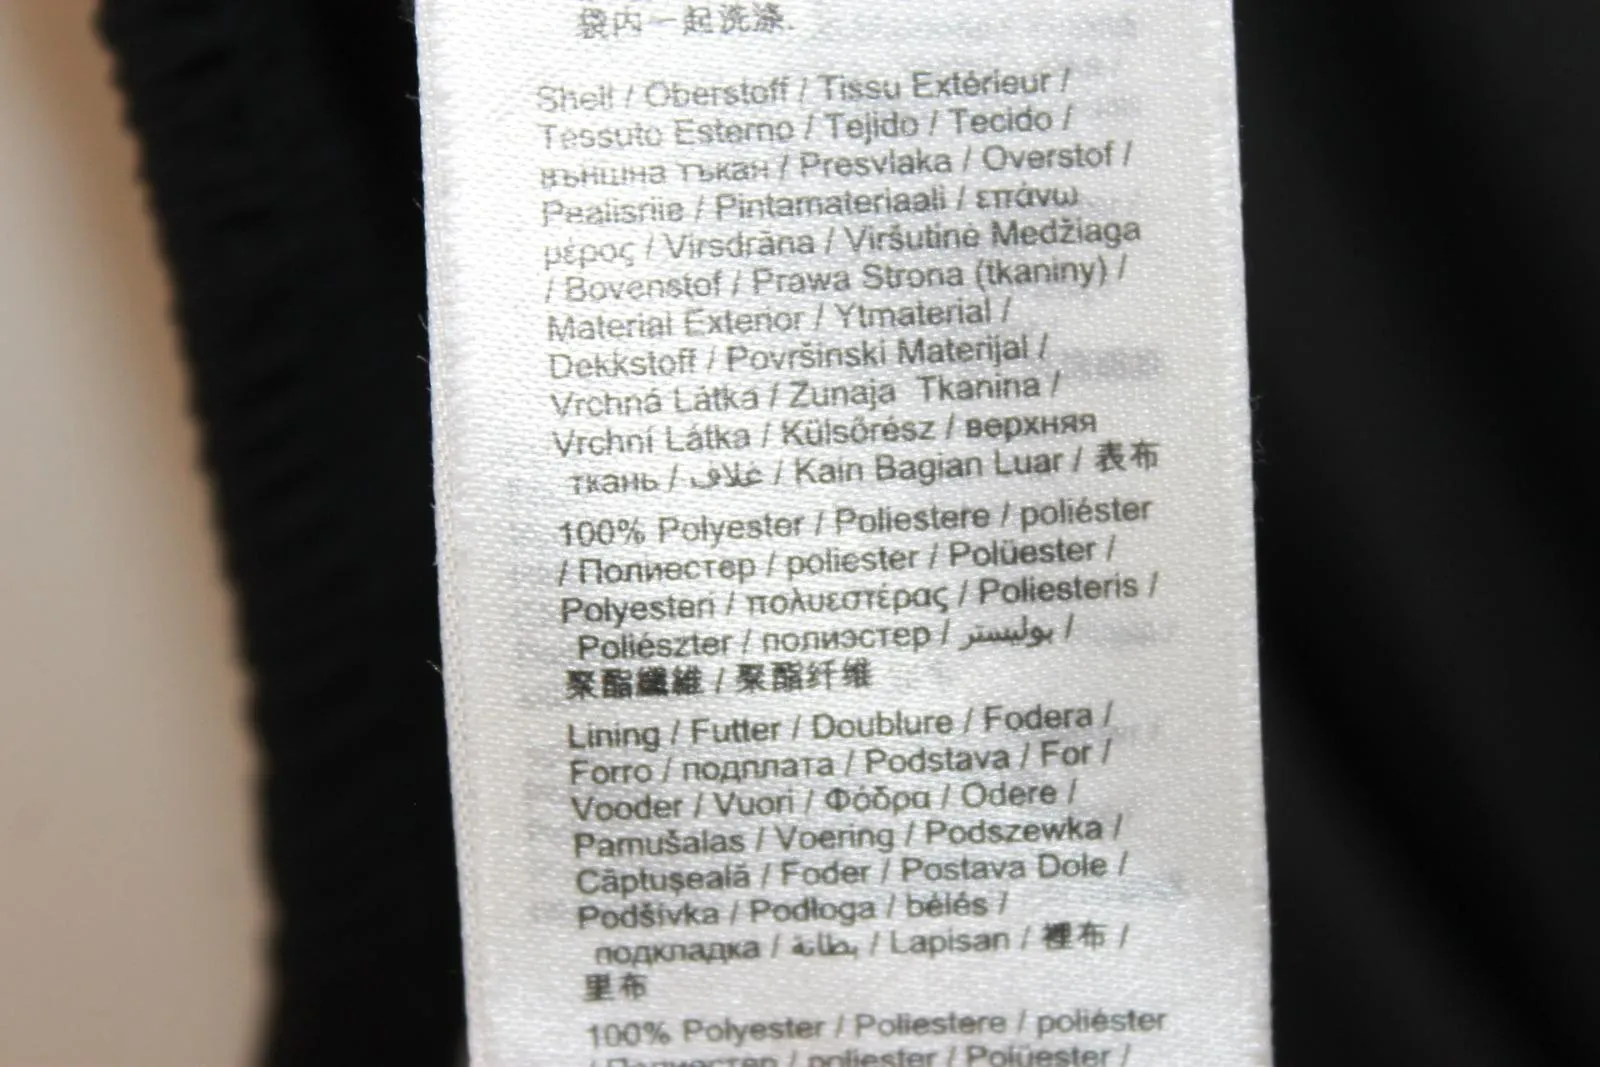 袋内一起洗涤.
Shell / Oberstoff / Tissu Extérieur /
Tessuto Esterno / Tejido / Tecido /
външна тъкан / Presvlaka / Overstof /
Pealisriie / Pintamateriaali / επάνω
μέρος / Virsdrāna / Viršutinė Medžiaga
/ Bovenstof / Prawa Strona (tkaniny) /
Material Exterior / Ytmaterial /
Dekkstoff / Površinski Materijal /
Vrchná Látka / Zunaja Tkanina /
Vrchní Látka / Külsőrész / верхняя
ткань / غلاف / Kain Bagian Luar / 表布
100% Polyester / Poliestere / poliéster
/ Полиестер / poliester / Polüester /
Polyesteri / πολυεστέρας / Poliesteris /
Poliészter / полиэстер / بوليستر /
聚酯纖維 / 聚酯纤维
Lining / Futter / Doublure / Fodera /
Forro / подплата / Podstava / For /
Vooder / Vuori / Φόδρα / Odere /
Pamušalas / Voering / Podszewka /
Căptușeală / Foder / Postava Dole /
Podšívka / Podloga / bélés /
подкладка / بطانة / Lapisan / 裡布 /
里布
100% Polyester / Poliestere / poliéster
/ Полиестер / poliester / Polüester /